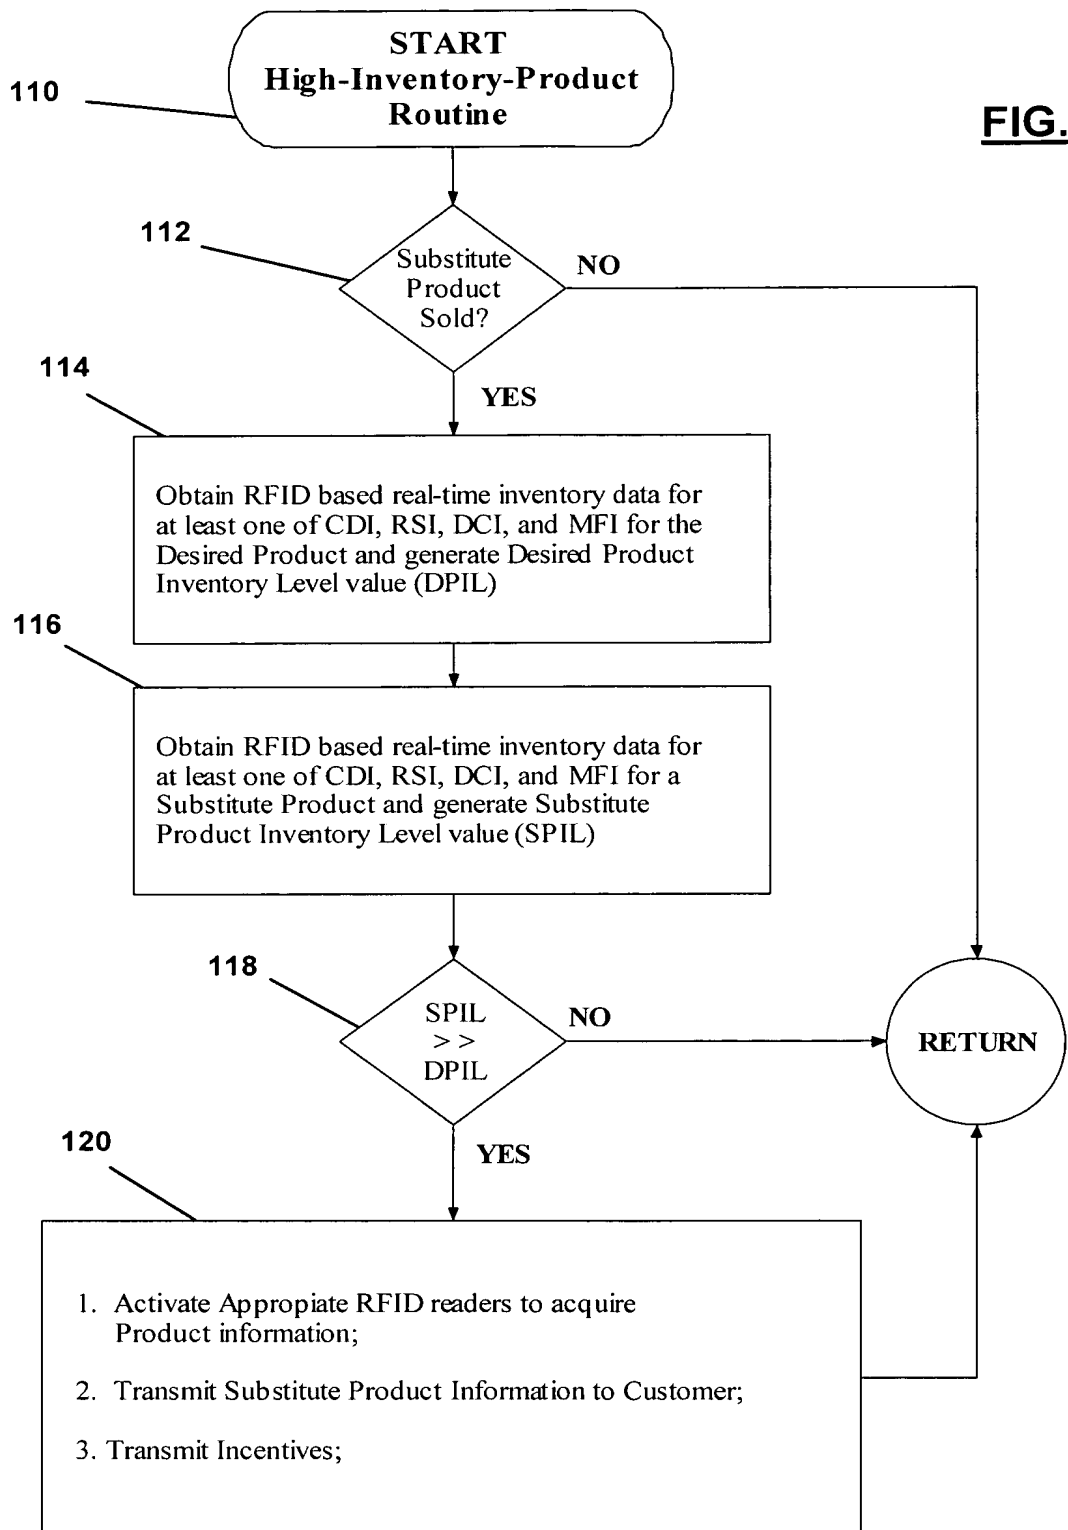 START
High-Inventory-Product
Routine
110
FIG.
112
Substitute
Product
Sold?
NO
YES
114
Obtain RFID based real-time inventory data for
at least one of CDI, RSI, DCI, and MFI for the
Desired Product and generate Desired Product
Inventory Level value (DPIL)
116
Obtain RFID based real-time inventory data for
at least one of CDI, RSI, DCI, and MFI for a
Substitute Product and generate Substitute
Product Inventory Level value (SPIL)
118
SPIL
> >
DPIL
NO
RETURN
YES
120
1. Activate Appropiate RFID readers to acquire
Product information;
2. Transmit Substitute Product Information to Customer;
3. Transmit Incentives;